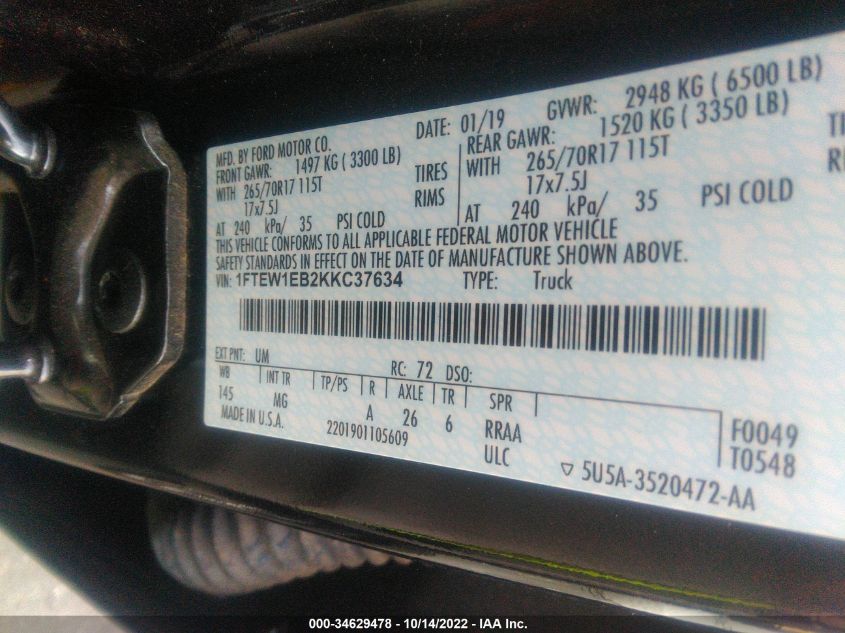 MFD. BY FORD MOTOR CO. DATE: 01/19 GVWR: 2948 KG ( 6500 LB)
FRONT GAWR: 1497 KG ( 3300 LB) REAR GAWR: 1520 KG ( 3350 LB)
WITH 265/70R17 115T TIRES WITH 265/70R17 115T TI
17x7.5J RIMS 17x7.5J RI
AT 240 kPa/ 35 PSI COLD AT 240 kPa/ 35 PSI COLD
THIS VEHICLE CONFORMS TO ALL APPLICABLE FEDERAL MOTOR VEHICLE
SAFETY STANDARDS IN EFFECT ON THE DATE OF MANUFACTURE SHOWN ABOVE.
VIN: 1FTEW1EB2KKC37634 TYPE: Truck
EXT PNT: UM RC: 72 DSO:
WB INT TR TP/PS R AXLE TR SPR
145 MG A 26 6 RRAA F0049
MADE IN U.S.A. 2201901105609 ULC T0548
5U5A-3520472-AA
000-34629478 - 10/14/2022 - IAA Inc.